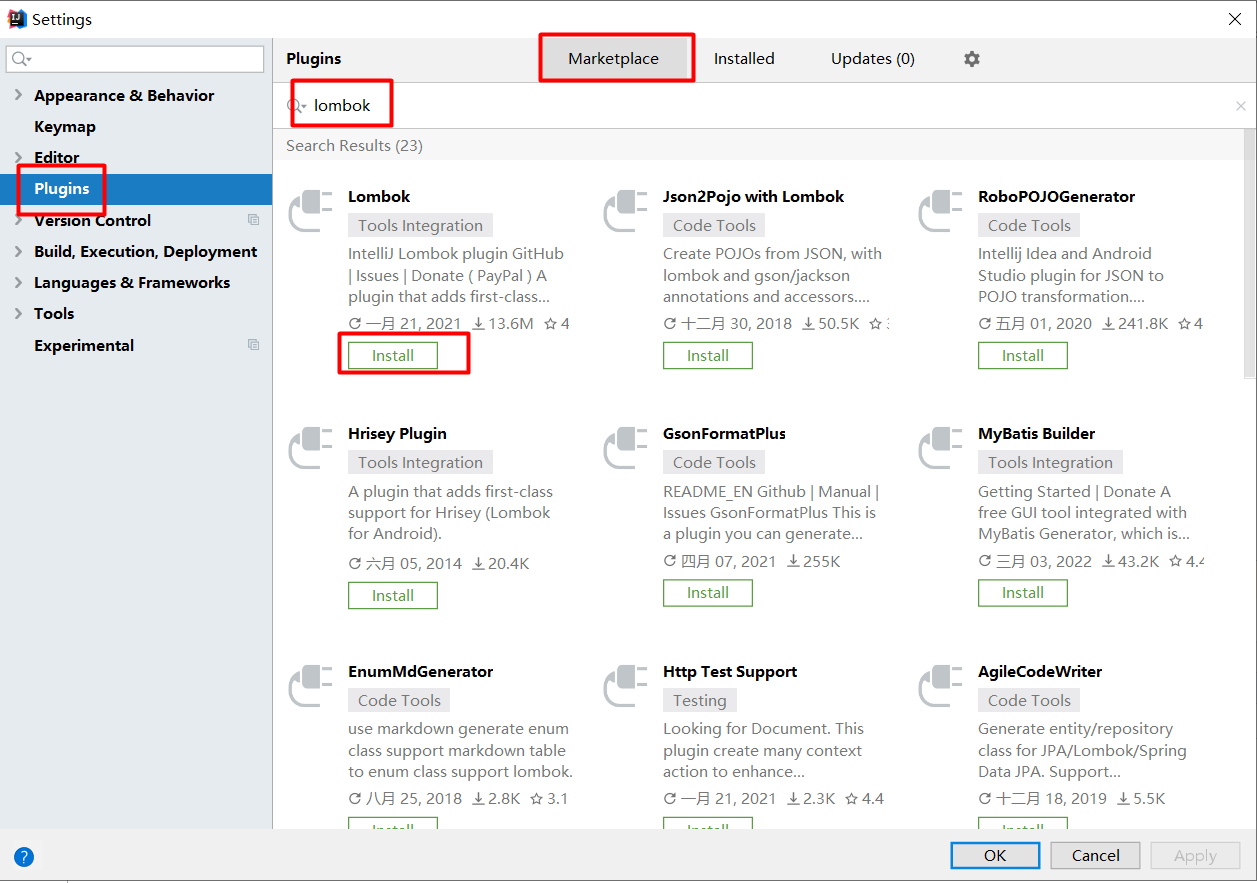 Settings
Plugins
Marketplace
Installed
Updates (0)
Appearance & Behavior
Keymap
Editor
Plugins
Version Control
Build, Execution, Deployment
Languages & Frameworks
Tools
Experimental
lombok
Search Results (23)
Lombok
Tools Integration
IntelliJ Lombok plugin GitHub
| Issues | Donate ( PayPal ) A
plugin that adds first-class...
一月 21, 2021 13.6M 4
Install
Json2Pojo with Lombok
Code Tools
Create POJOs from JSON, with
lombok and gson/jackson
annotations and accessors....
十二月 30, 2018 50.5K
Install
RoboPOJOGenerator
Code Tools
Intellij Idea and Android
Studio plugin for JSON to
POJO transformation....
五月 01, 2020 241.8K 4
Install
Hrisey Plugin
Tools Integration
A plugin that adds first-class
support for Hrisey (Lombok
for Android).
六月 05, 2014 20.4K
Install
GsonFormatPlus
Code Tools
README_EN Github | Manual |
Issues GsonFormatPlus This is
a plugin you can generate...
四月 07, 2021 255K
Install
MyBatis Builder
Tools Integration
Getting Started | Donate A
free GUI tool integrated with
MyBatis Generator, which is...
三月 03, 2022 43.2K 4.4
Install
EnumMdGenerator
Code Tools
use markdown generate enum
class support markdown table
to enum class support lombok.
八月 25, 2018 2.8K 3.1
Install
Http Test Support
Testing
Looking for Document. This
plugin create many context
action to enhance...
一月 21, 2021 2.3K 4.4
Install
AgileCodeWriter
Code Tools
Generate entity/repository
class for JPA/Lombok/Spring
Data JPA. Support...
十二月 18, 2019 5.5K
Install
?
OK
Cancel
Apply